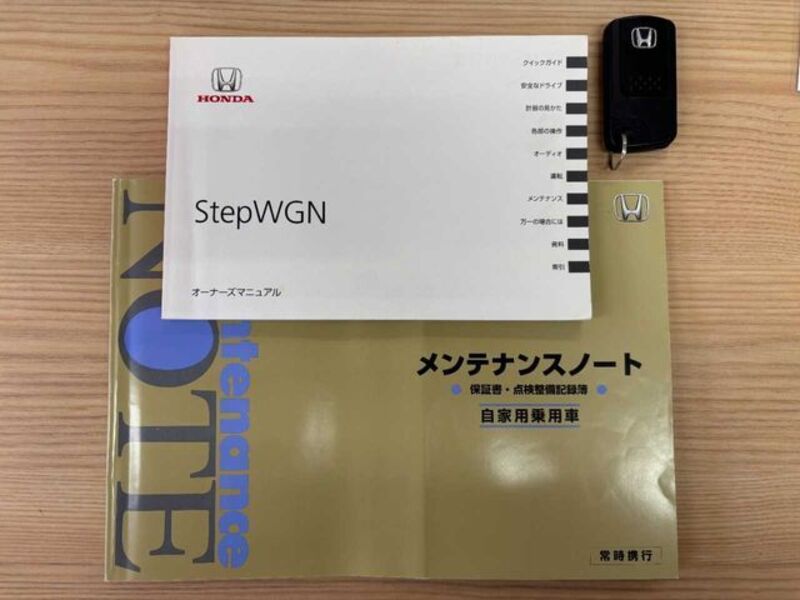 HONDA
StepWGN
オーナーズマニュアル
クイックガイド
安全なドライブ
計器の見かた
各部の操作
オーディオ
運転
メンテナンス
万一の場合には
資料
索引
Maintenance
NOTE
メンテナンスノート
保証書・点検整備記録簿
自家用乗用車
常時携行